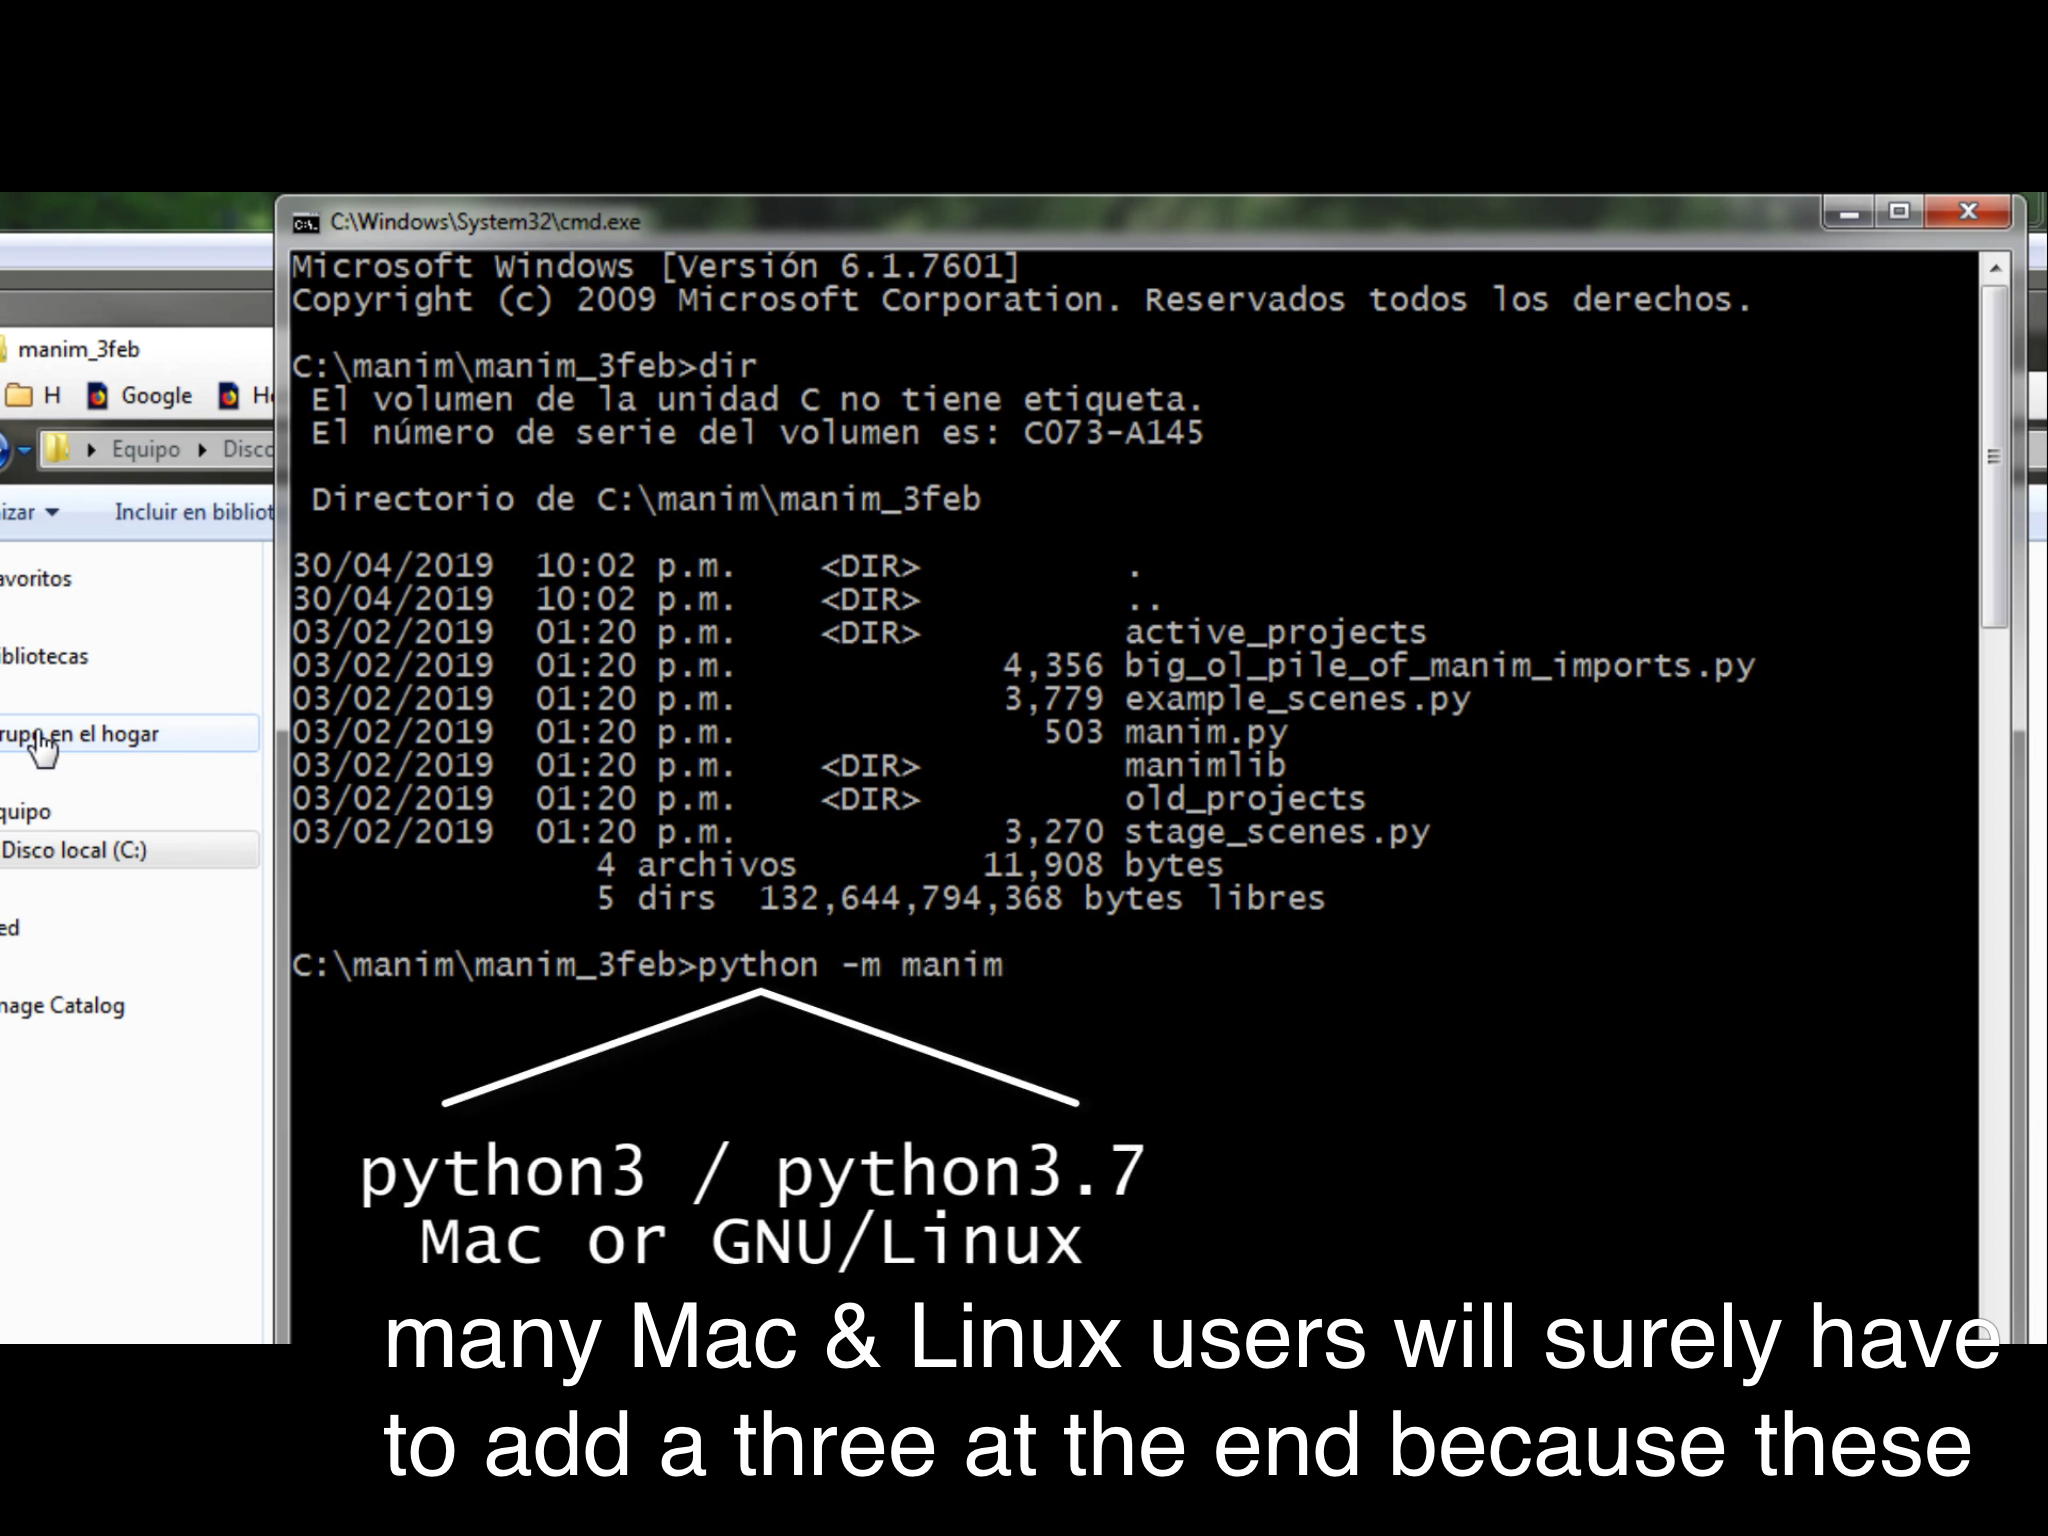 C:\Windows\System32\cmd.exe
Microsoft Windows [Versión 6.1.7601]
Copyright (c) 2009 Microsoft Corporation. Reservados todos los derechos.
manim_3feb
H Google
C:\manim\manim_3feb>dir
El volumen de la unidad C no tiene etiqueta.
El número de serie del volumen es: C073-A145
Equipo Disco
Incluir en bibliot
Directorio de C:\manim\manim_3feb
30/04/2019 10:02 p.m. <DIR> .
30/04/2019 10:02 p.m. <DIR> ..
03/02/2019 01:20 p.m. <DIR> active_projects
03/02/2019 01:20 p.m. 4,356 big_ol_pile_of_manim_imports.py
03/02/2019 01:20 p.m. 3,779 example_scenes.py
03/02/2019 01:20 p.m. 503 manim.py
03/02/2019 01:20 p.m. <DIR> manimlib
03/02/2019 01:20 p.m. <DIR> old_projects
03/02/2019 01:20 p.m. 3,270 stage_scenes.py
4 archivos 11,908 bytes
5 dirs 132,644,794,368 bytes libres
avoritos
ibliotecas
en el hogar
quipo
Disco local (C:)
ed
mage Catalog
C:\manim\manim_3feb>python -m manim
python3 / python3.7
Mac or GNU/Linux
many Mac & Linux users will surely have
to add a three at the end because these